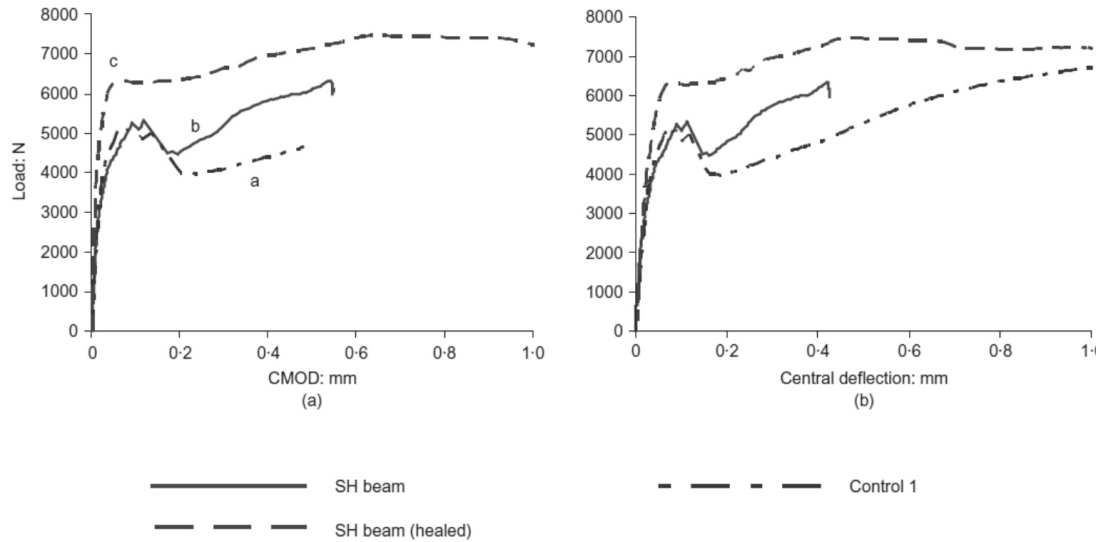 8000
7000
6000
5000
4000
3000
2000
1000
0
Load: N
c
b
a
0 0·2 0·4 0·6 0·8 1·0
CMOD: mm
(a)
8000
7000
6000
5000
4000
3000
2000
1000
0
0 0·2 0·4 0·6 0·8 1·0
Central deflection: mm
(b)
SH beam
SH beam (healed)
Control 1